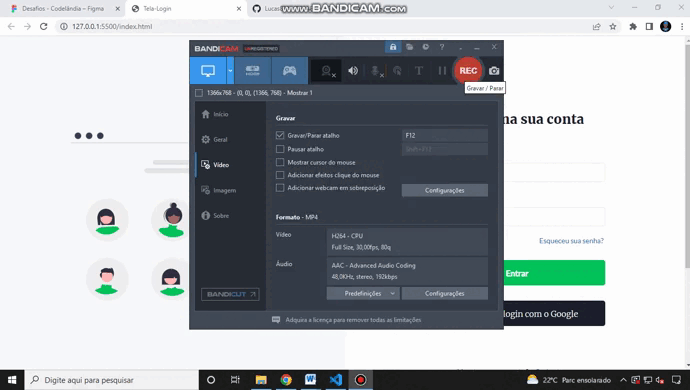 Desafios - Codelândia – Figma
Tela-Login
Lucas
www.BANDICAM.com
127.0.0.1:5500/index.html
BANDICAM UNREGISTERED
REC
Gravar / Parar
1366x768 - (0, 0), (1366, 768) - Mostrar 1
Início
Geral
Vídeo
Imagem
Sobre
BANDICUT
Gravar
Gravar/Parar atalho
F12
Pausar atalho
Shift+F12
Mostrar cursor do mouse
Adicionar efeitos clique do mouse
Adicionar webcam em sobreposição
Configurações
Formato - MP4
Vídeo
H264 - CPU
Full Size, 30,00fps, 80q
Áudio
AAC - Advanced Audio Coding
48,0KHz, stereo, 192kbps
Predefinições
Configurações
Adquira a licença para remover todas as limitações
na sua conta
Esqueceu sua senha?
Entrar
login com o Google
Digite aqui para pesquisar
22°C Parc ensolarado